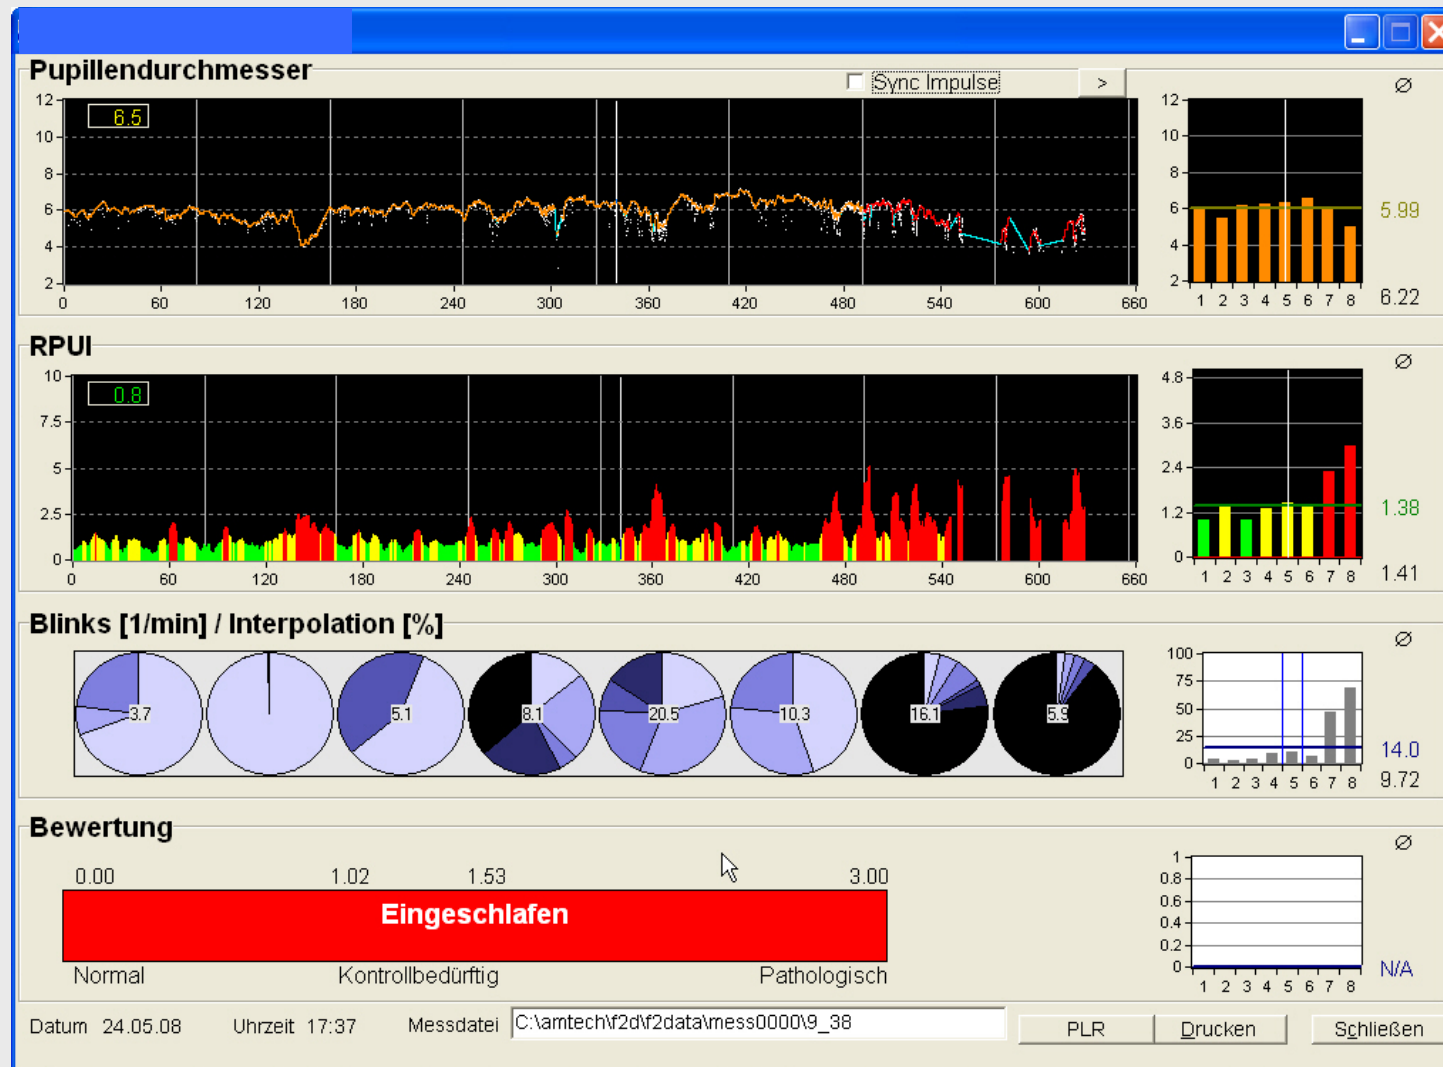 Pupillendurchmesser
Sync Impulse
>
Ø
12
10
8
6
4
2
6.5
0 60 120 180 240 300 360 420 480 540 600 660
12
10
8
6
4
2
1 2 3 4 5 6 7 8
5.99
6.22
RPUI
Ø
10
7.5
5
2.5
0
0.8
0 60 120 180 240 300 360 420 480 540 600 660
4.8
3.6
2.4
1.2
0
1 2 3 4 5 6 7 8
1.38
1.41
Blinks [1/min] / Interpolation [%]
Ø
3.7 5.1 8.1 20.5 10.3 16.1 5.9
100
75
50
25
0
1 2 3 4 5 6 7 8
14.0
9.72
Bewertung
Ø
0.00 1.02 1.53 3.00
Eingeschlafen
Normal Kontrollbedürftig Pathologisch
1
0.8
0.6
0.4
0.2
0
1 2 3 4 5 6 7 8
N/A
Datum 24.05.08 Uhrzeit 17:37 Messdatei C:\amtech\f2d\f2data\mess0000\9_38 PLR Drucken Schließen